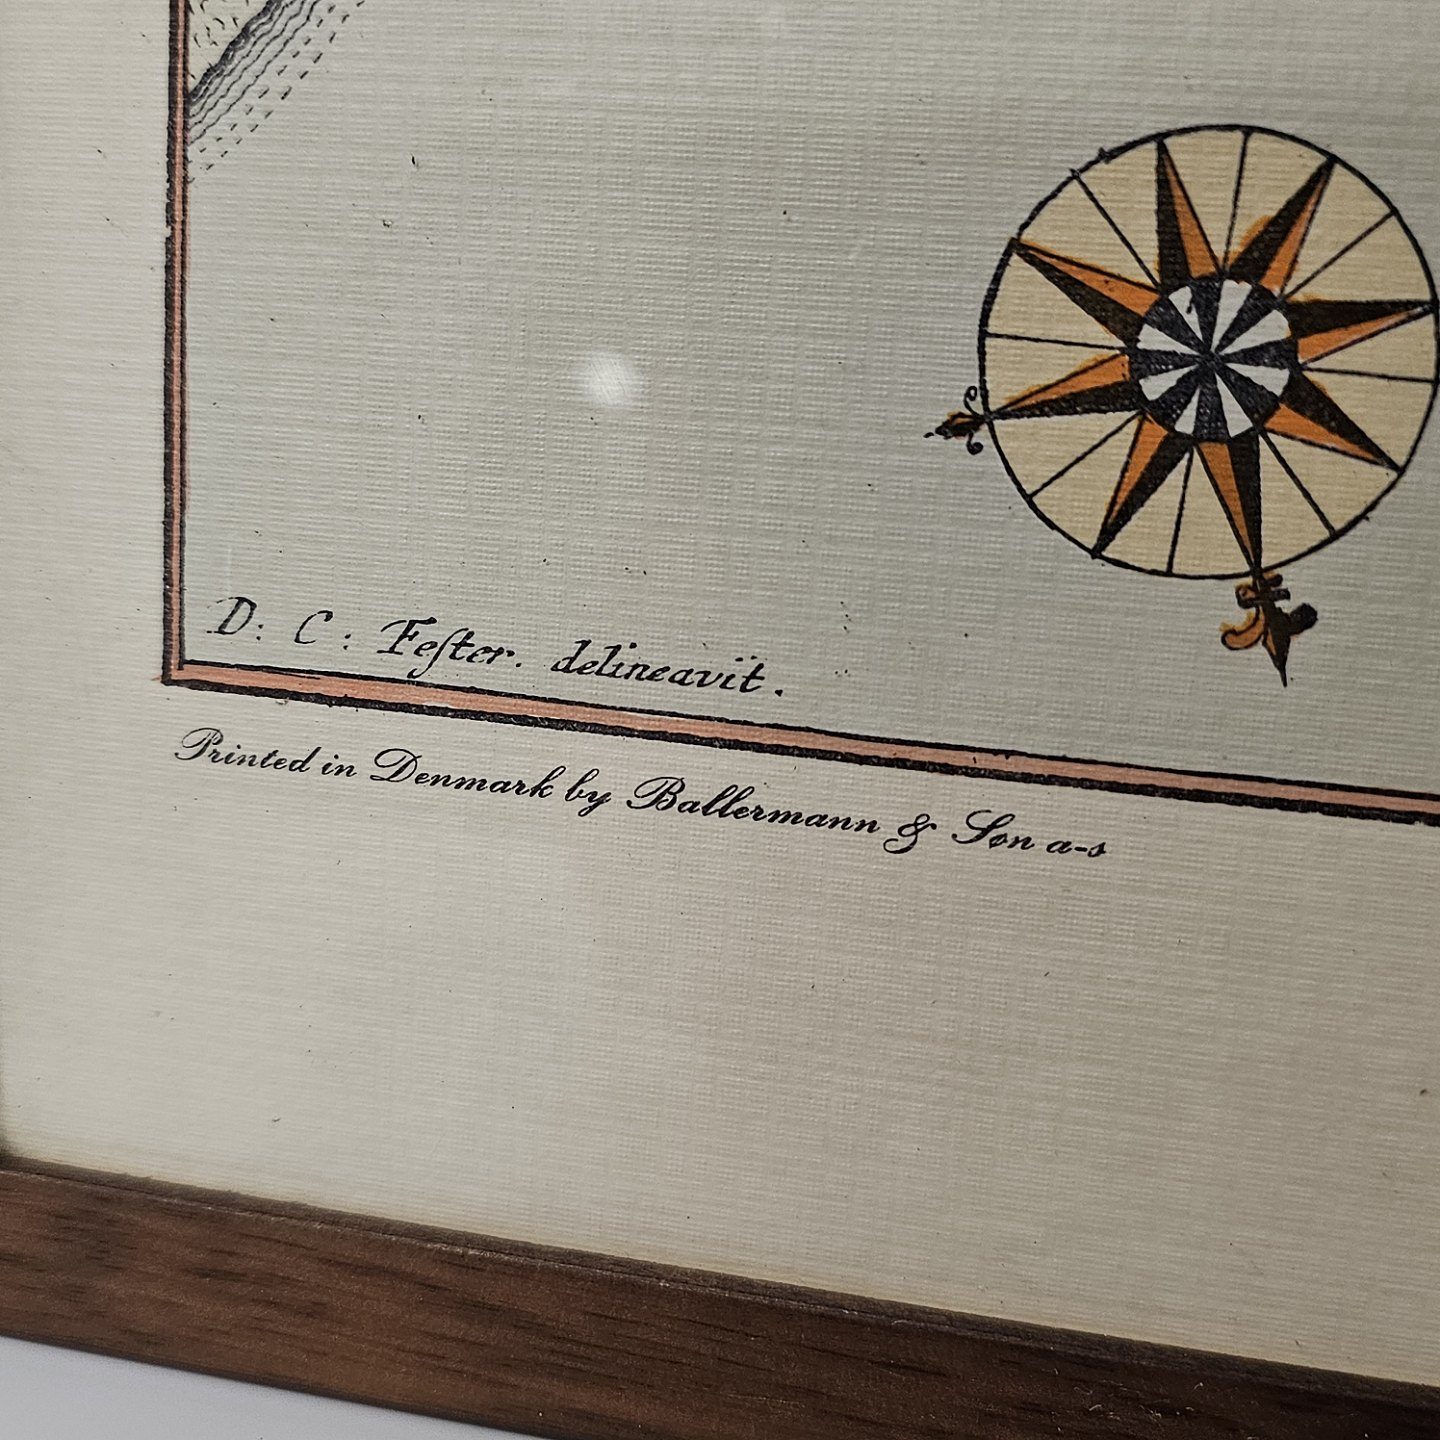 D: C: Feſter. delineavit.
Printed in Denmark by Ballermann & Søn a-s